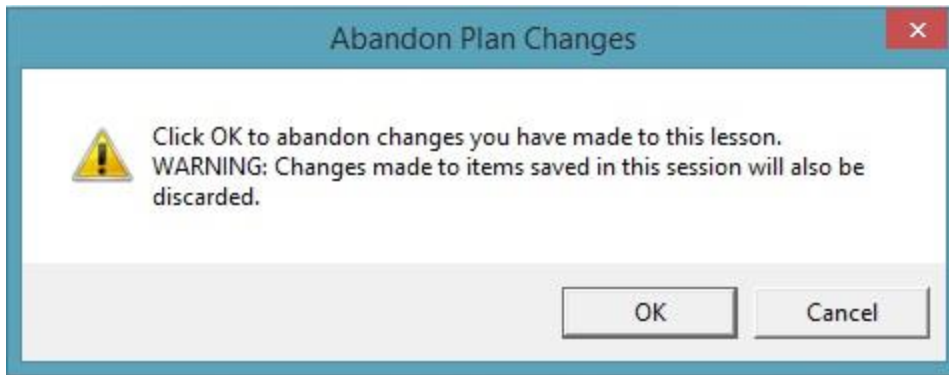 Abandon Plan Changes
Click OK to abandon changes you have made to this lesson.
WARNING: Changes made to items saved in this session will also be
discarded.
OK
Cancel